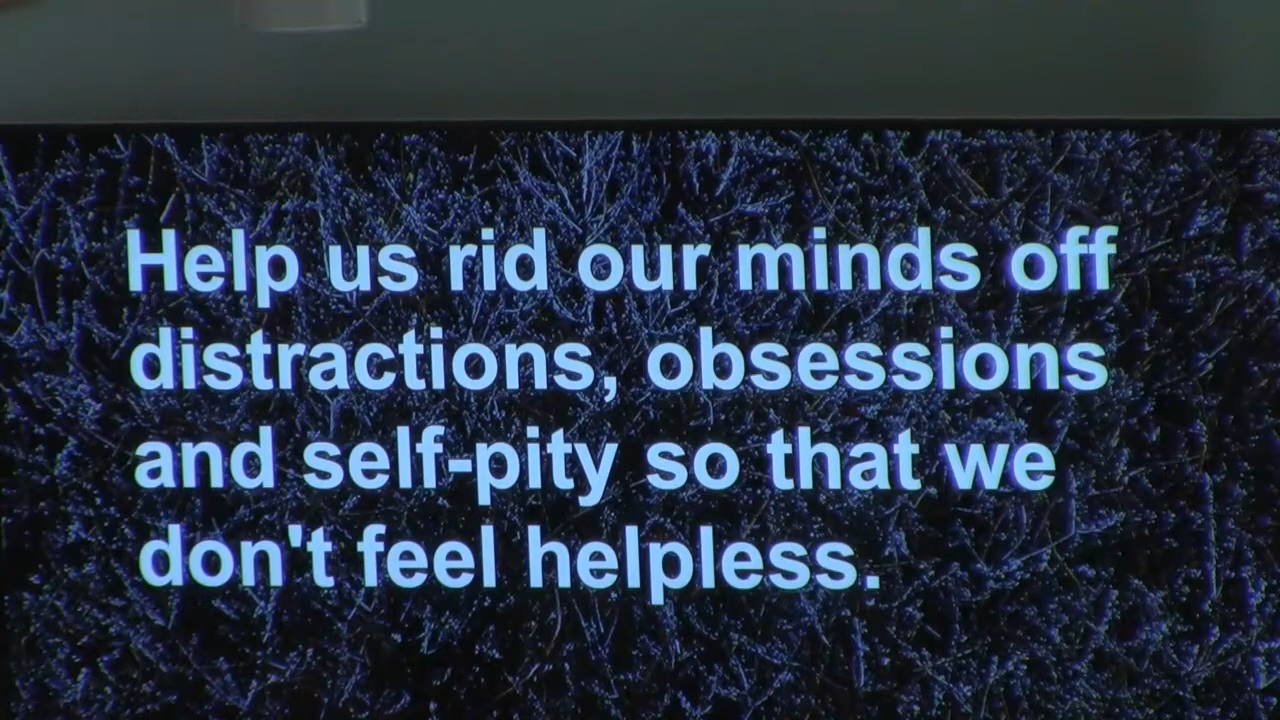 Help us rid our minds off
distractions, obsessions
and self-pity so that we
don't feel helpless.